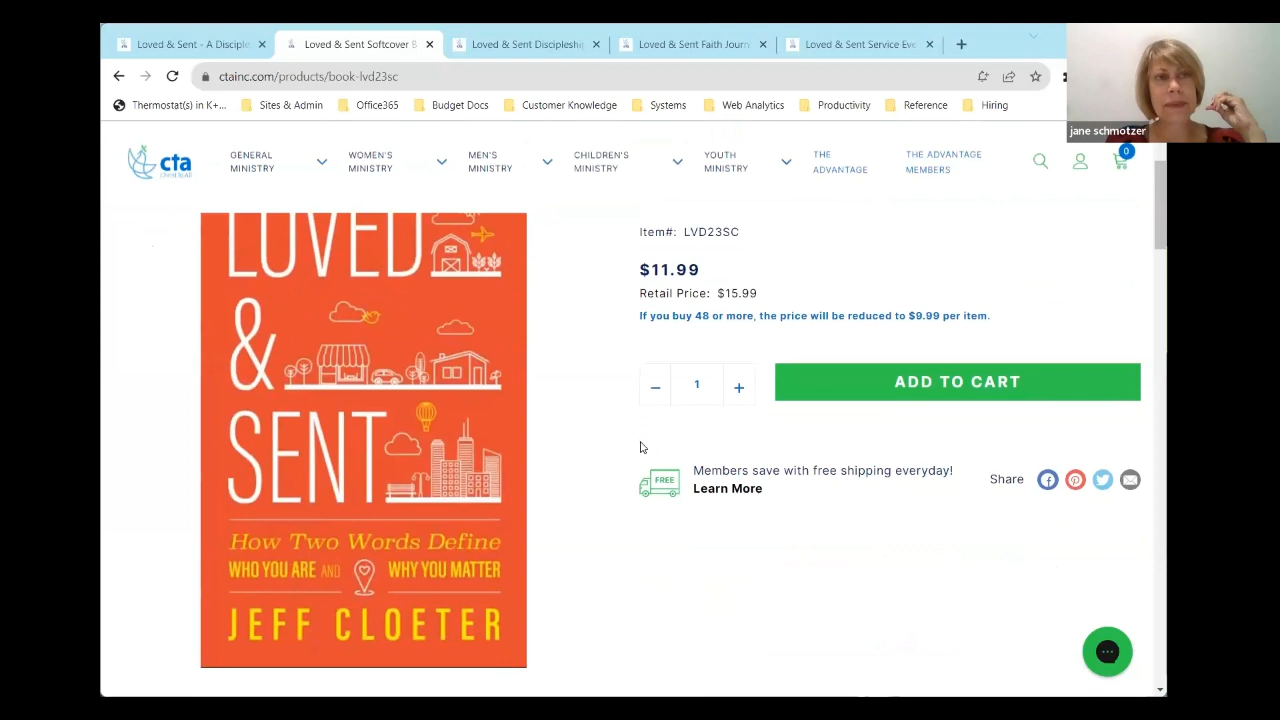 Loved & Sent - A Disciple
Loved & Sent Softcover B
Loved & Sent Discipleshi
Loved & Sent Faith Journ
Loved & Sent Service Eve
ctainc.com/products/book-lvd23sc
Thermostat(s) in K+...
Sites & Admin
Office365
Budget Docs
Customer Knowledge
Systems
Web Analytics
Productivity
Reference
Hiring
jane schmotzer
cta
GENERAL
MINISTRY
WOMEN'S
MINISTRY
MEN'S
MINISTRY
CHILDREN'S
MINISTRY
YOUTH
MINISTRY
THE
ADVANTAGE
THE ADVANTAGE
MEMBERS
0
LOVED
&
SENT
How Two Words Define
WHO YOU ARE AND WHY YOU MATTER
JEFF CLOETER
Item#: LVD23SC
$11.99
Retail Price: $15.99
If you buy 48 or more, the price will be reduced to $9.99 per item.
− 1 +
ADD TO CART
FREE
Members save with free shipping everyday!
Learn More
Share